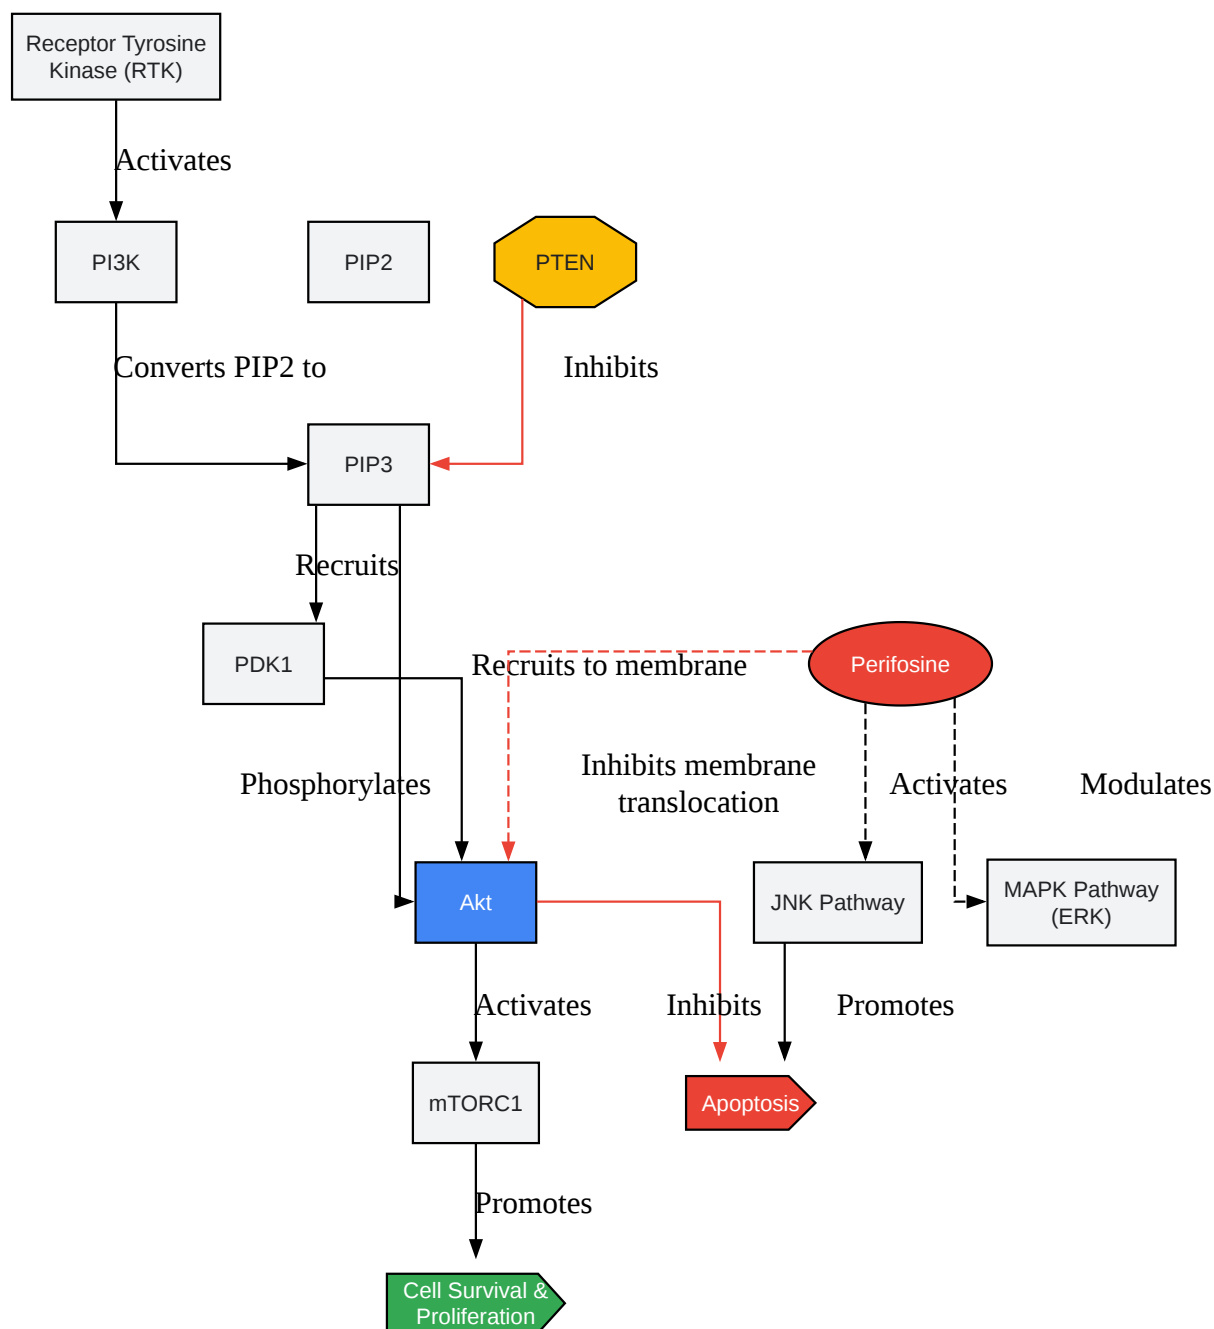 Receptor Tyrosine
Kinase (RTK)
Activates
PI3K
PIP2
PTEN
Converts PIP2 to
Inhibits
PIP3
Recruits
PDK1
Recruits to membrane
Perifosine
Phosphorylates
Inhibits membrane
translocation
Activates
Modulates
Akt
JNK Pathway
MAPK Pathway
(ERK)
Activates
Inhibits
Promotes
mTORC1
Apoptosis
Promotes
Cell Survival &
Proliferation